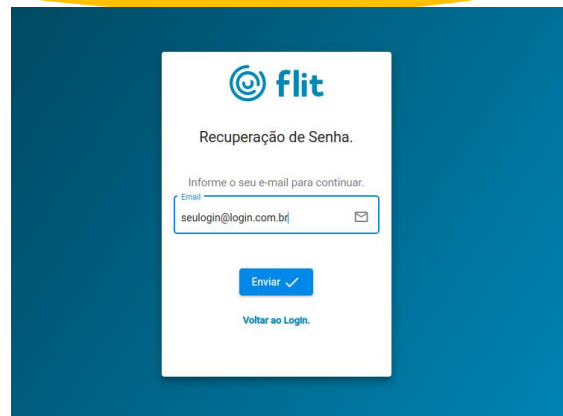 flit
Recuperação de Senha.
Informe o seu e-mail para continuar.
Email
seulogin@login.com.br
Enviar
Voltar ao Login.